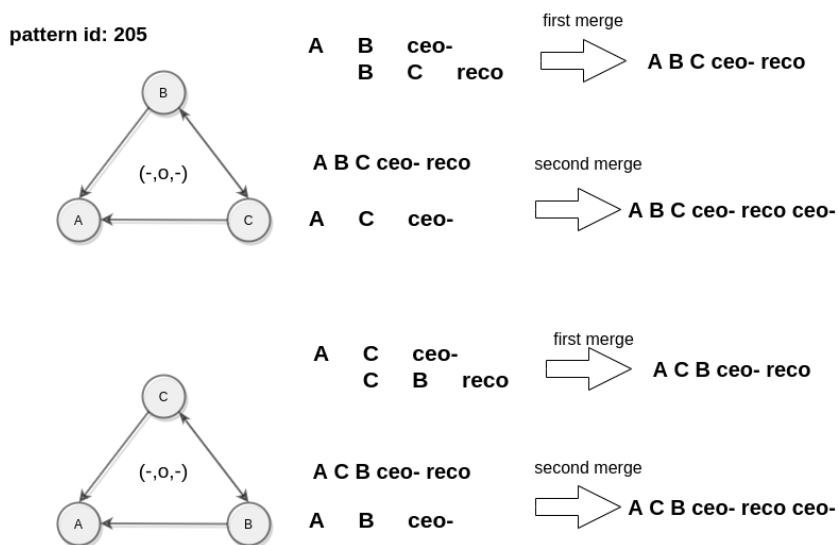 pattern id: 205
B
(-,o,-)
A
C
A B ceo-
B C reco
first merge
A B C ceo- reco
A B C ceo- reco
A C ceo-
second merge
A B C ceo- reco ceo-
C
(-,o,-)
A
B
A C ceo-
C B reco
first merge
A C B ceo- reco
A C B ceo- reco
A B ceo-
second merge
A C B ceo- reco ceo-